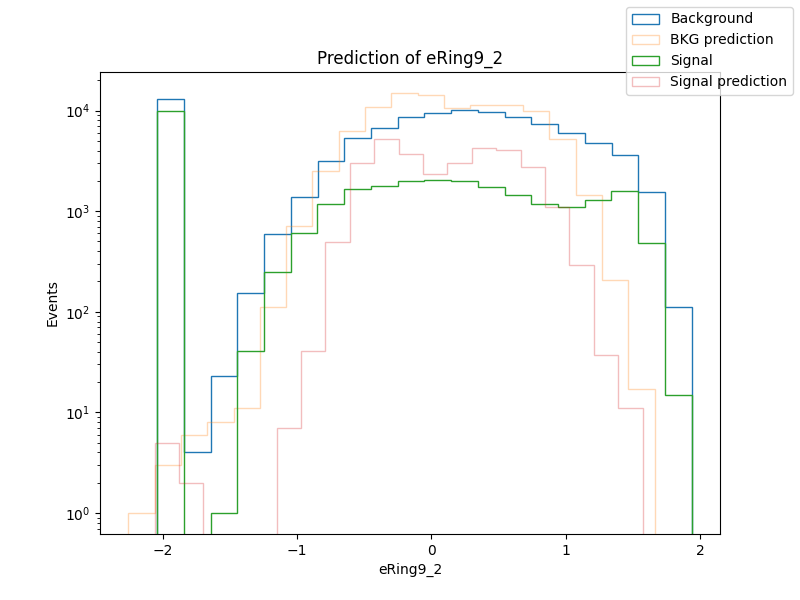 Prediction of eRing9_2
Background
BKG prediction
Signal
Signal prediction
Events
10⁴
10³
10²
10¹
10⁰
−2
−1
0
1
2
eRing9_2